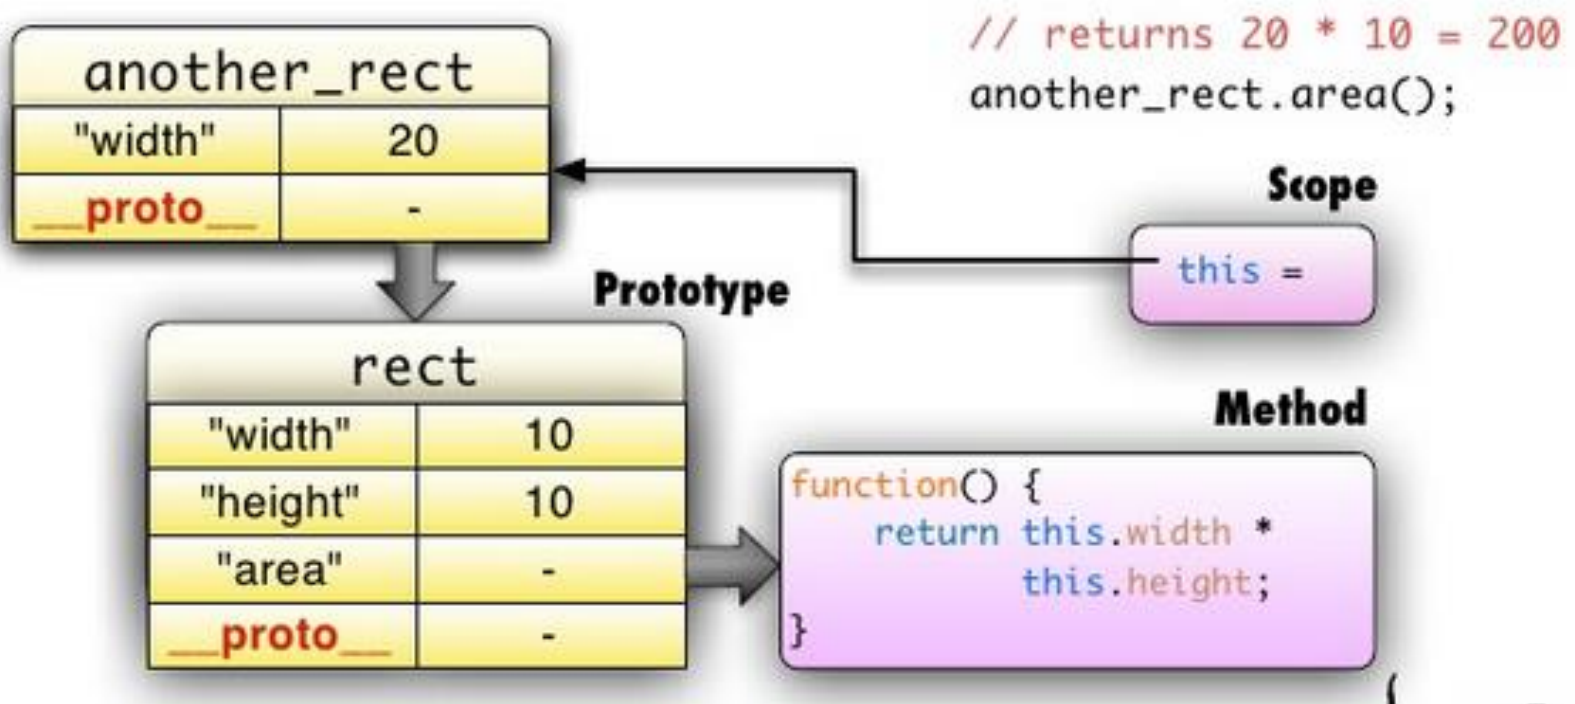 // returns 20 * 10 = 200
another_rect.area();
another_rect
"width" 20
__proto__ -
Scope
this =
Prototype
rect
"width" 10
"height" 10
"area" -
__proto__ -
Method
function() {
    return this.width *
           this.height;
}